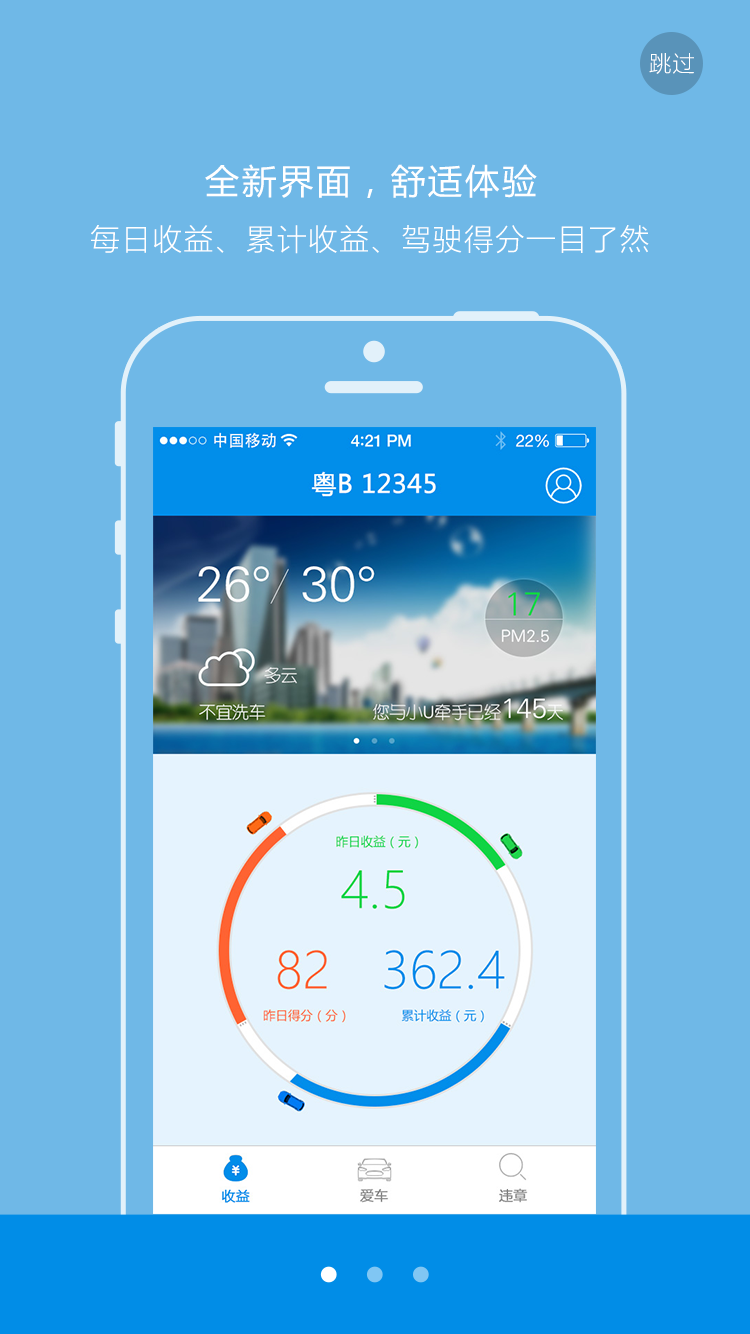 跳过
全新界面，舒适体验
每日收益、累计收益、驾驶得分一目了然
中国移动 4:21 PM 22%
粤B 12345
26°/ 30°
17
PM2.5
多云
不宜洗车 您与小U牵手已经145天
昨日收益（元）
4.5
82 362.4
昨日得分（分） 累计收益（元）
¥
收益 爱车 违章